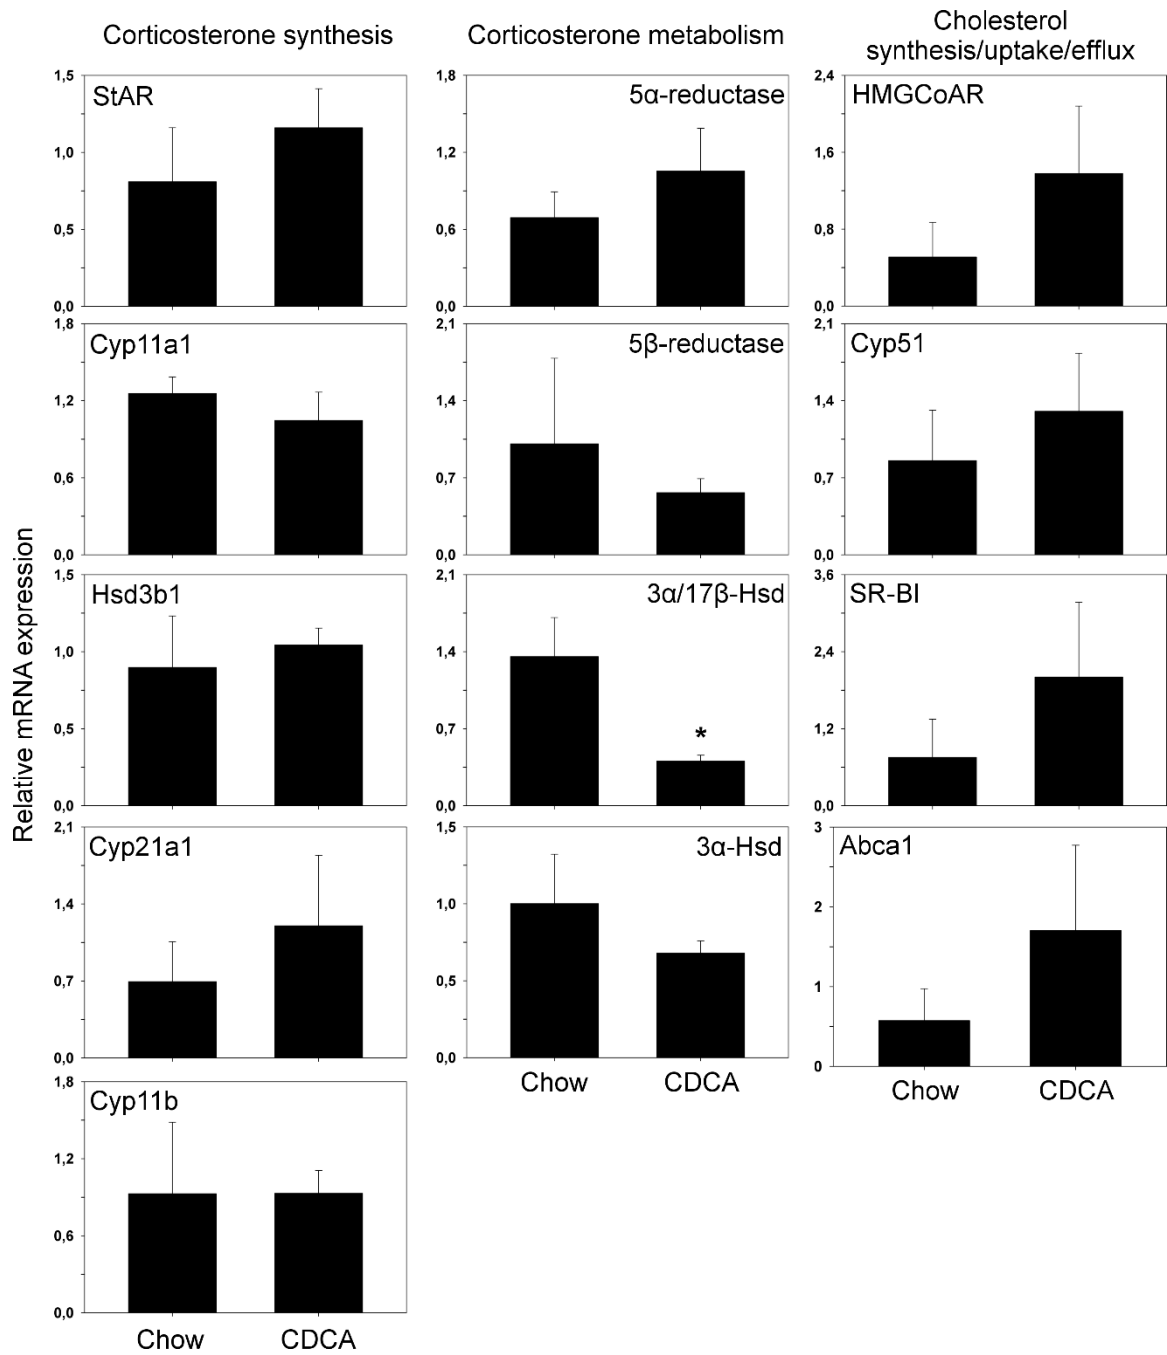 Corticosterone synthesis
Corticosterone metabolism
Cholesterol
synthesis/uptake/efflux
Relative mRNA expression
StAR
1,5
1,0
0,5
0,0
5α-reductase
1,8
1,2
0,6
0,0
HMGCoAR
2,4
1,6
0,8
0,0
Cyp11a1
1,8
1,2
0,6
0,0
5β-reductase
2,1
1,4
0,7
0,0
Cyp51
2,1
1,4
0,7
0,0
Hsd3b1
1,5
1,0
0,5
0,0
3α/17β-Hsd
2,1
1,4
0,7
0,0
*
SR-BI
3,6
2,4
1,2
0,0
Cyp21a1
2,1
1,4
0,7
0,0
3α-Hsd
1,5
1,0
0,5
0,0
Chow CDCA
Abca1
3
2
1
0
Chow CDCA
Cyp11b
1,8
1,2
0,6
0,0
Chow CDCA